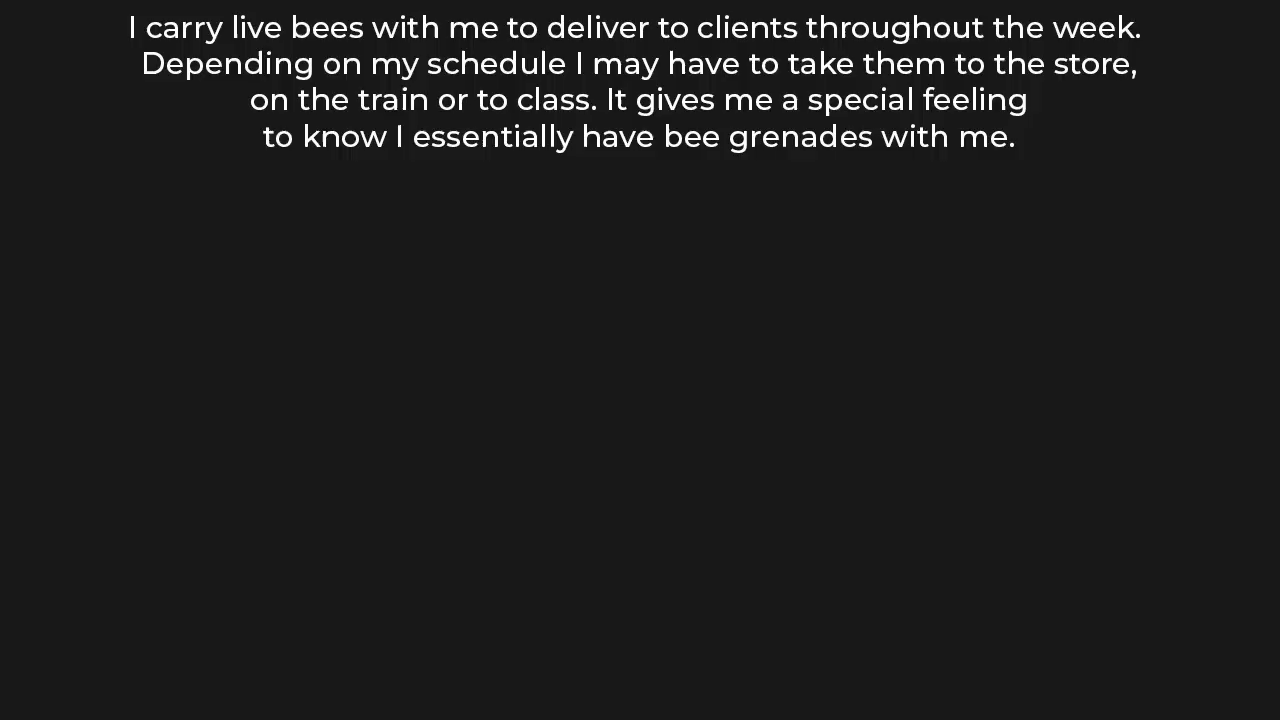 I carry live bees with me to deliver to clients throughout the week.
Depending on my schedule I may have to take them to the store,
on the train or to class. It gives me a special feeling
to know I essentially have bee grenades with me.